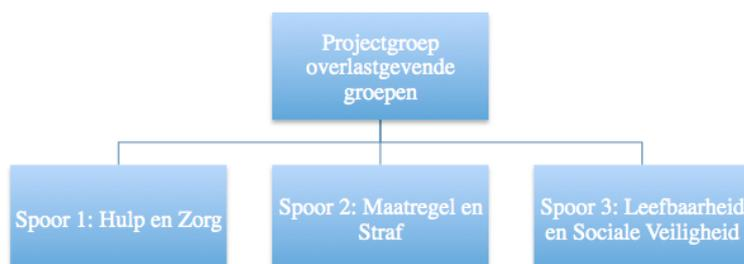 Projectgroep
overlastgevende
groepen
Spoor 1: Hulp en Zorg
Spoor 2: Maatregel en
Straf
Spoor 3: Leefbaarheid
en Sociale Veiligheid